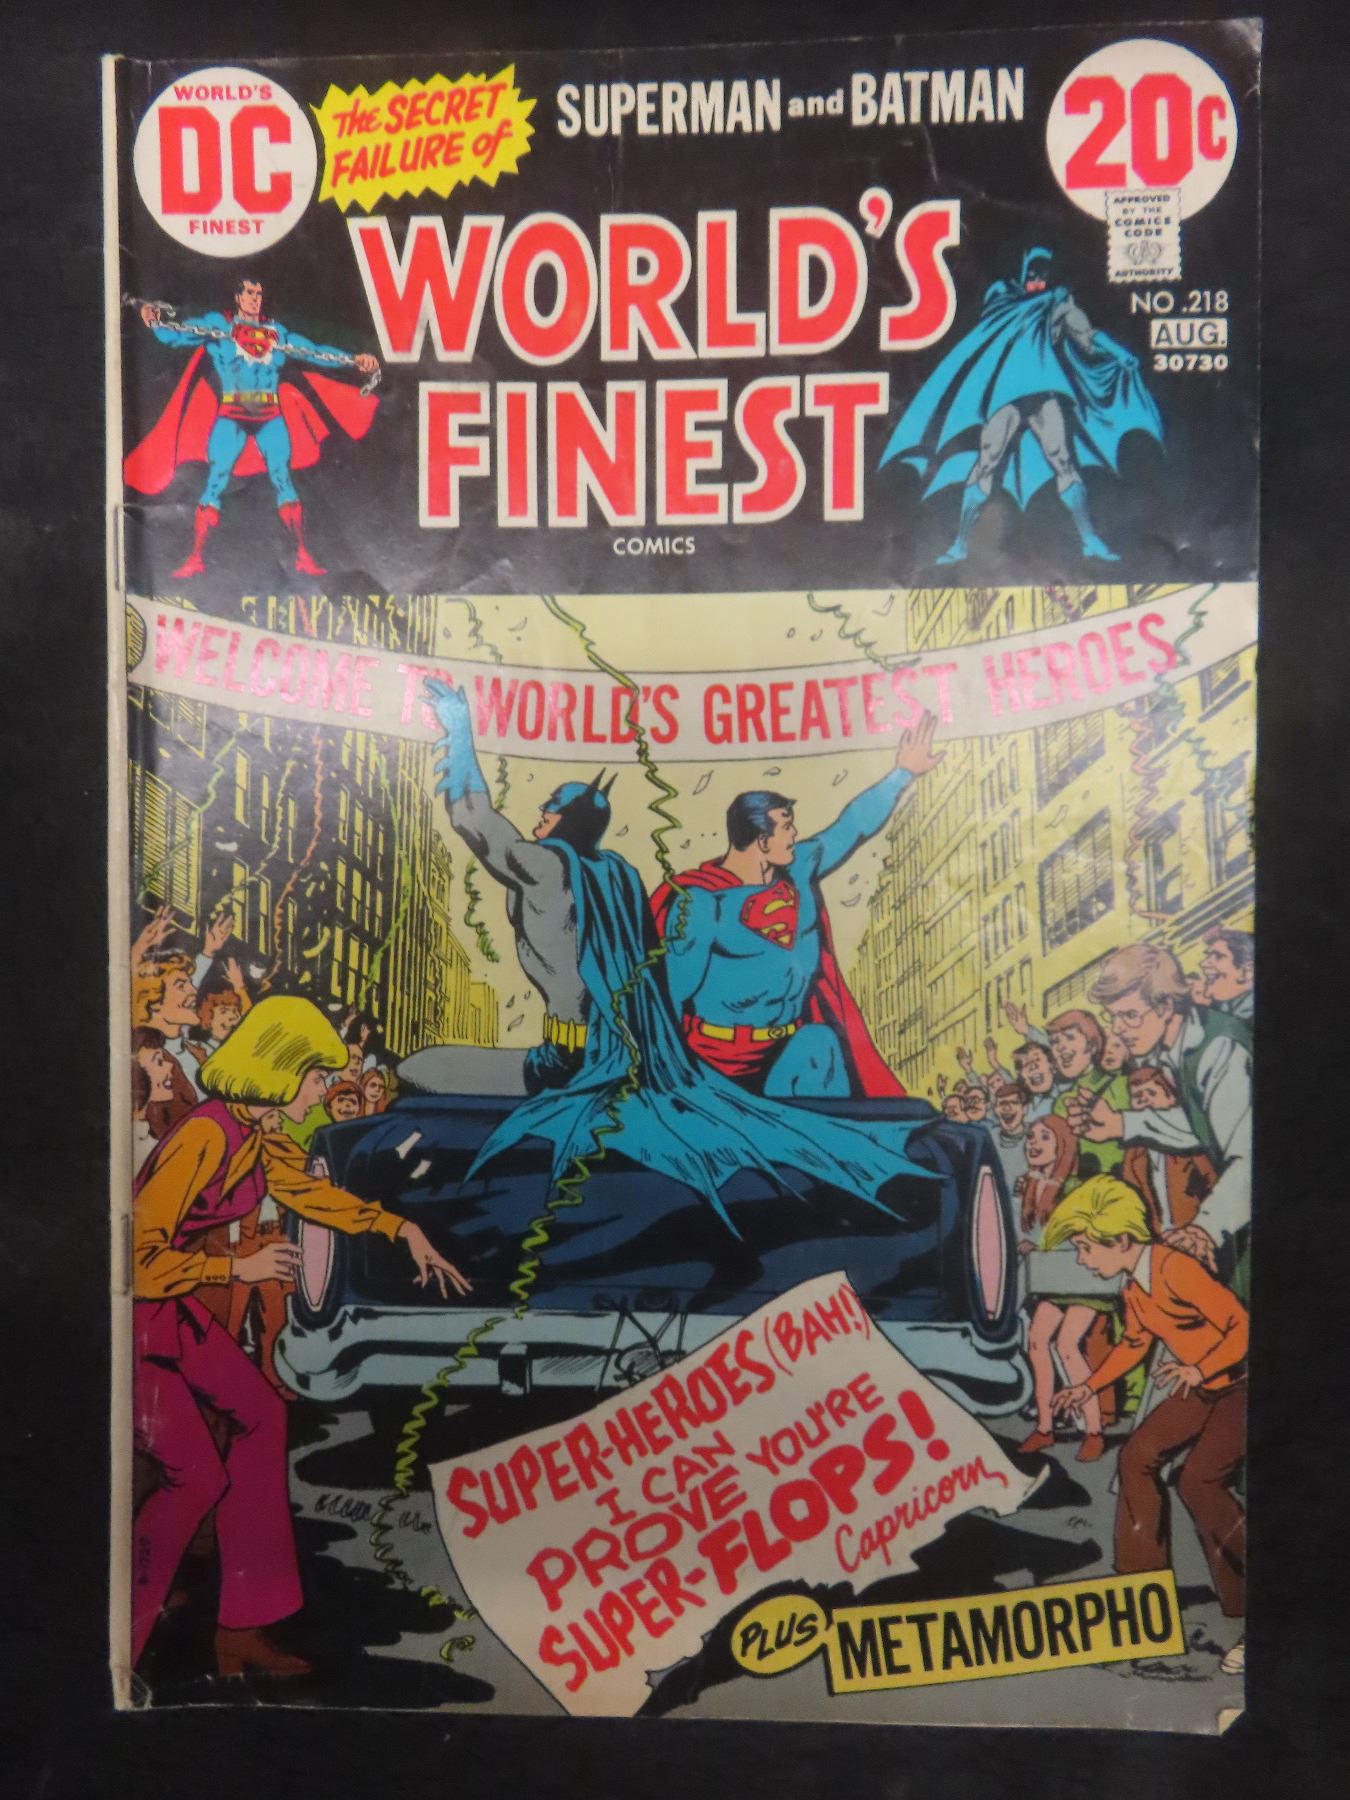 WORLD'S
DC
FINEST
The SECRET
FAILURE of
SUPERMAN and BATMAN
20c
APPROVED
BY THE
COMICS
CODE
AUTHORITY
NO.218
AUG.
30730
WORLD'S
FINEST
COMICS
WELCOME TO WORLD'S GREATEST HEROES
SUPER-HEROES (BAH!)
I CAN
PROVE YOU'RE
SUPER-FLOPS!
Capricorn
PLUS
METAMORPHO